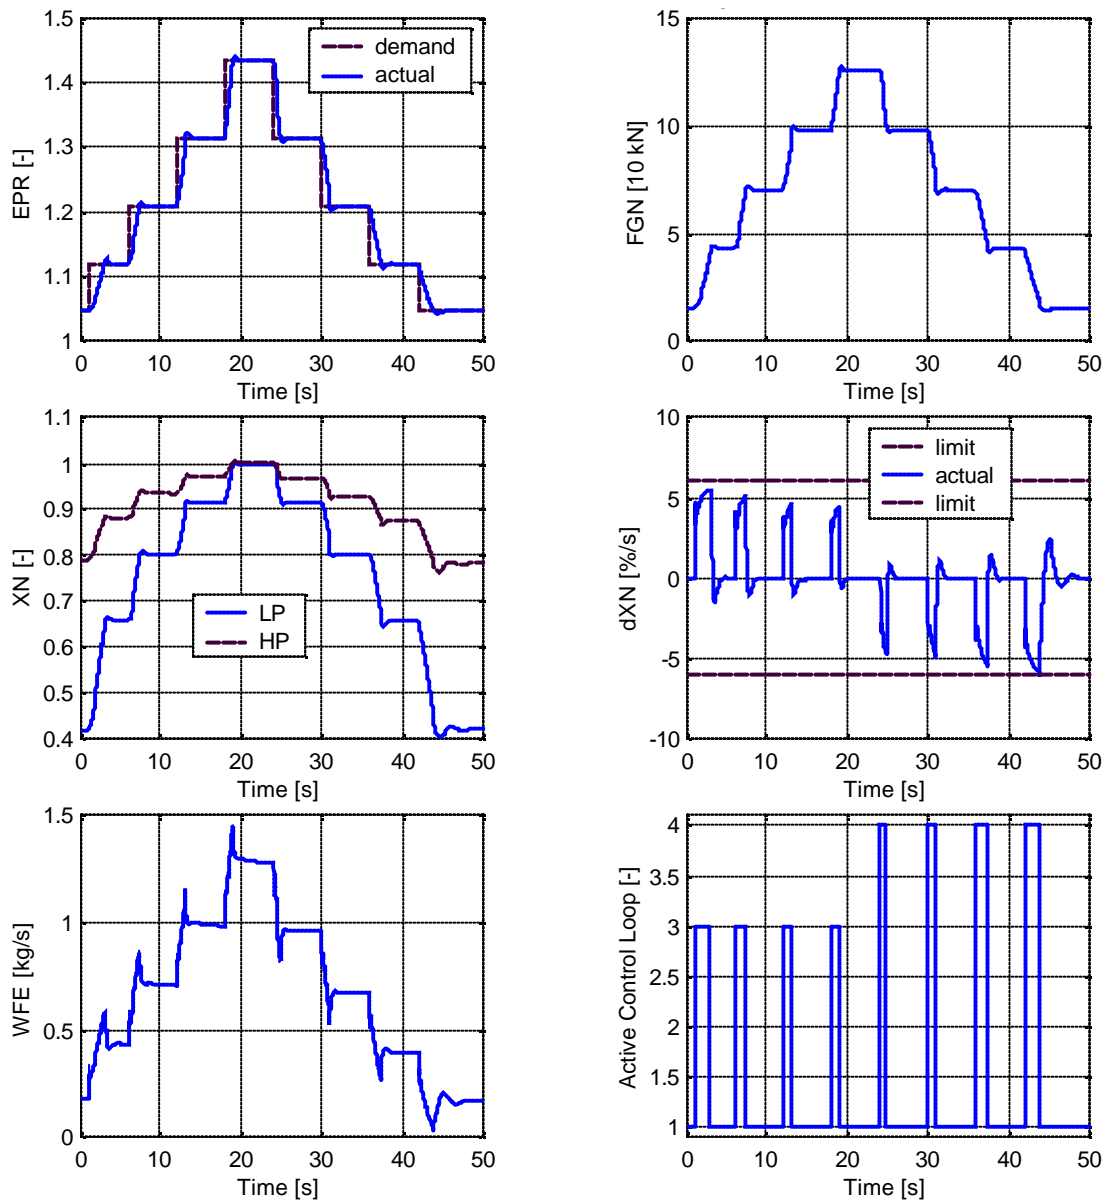 1.5
1.4
1.3
1.2
1.1
1
EPR [-]
demand
actual
0 10 20 30 40 50
Time [s]
15
10
5
0
FGN [10 kN]
0 10 20 30 40 50
Time [s]
1.1
1
0.9
0.8
0.7
0.6
0.5
0.4
XN [-]
LP
HP
0 10 20 30 40 50
Time [s]
10
5
0
-5
-10
dXN [%/s]
limit
actual
limit
0 10 20 30 40 50
Time [s]
1.5
1
0.5
0
WFE [kg/s]
0 10 20 30 40 50
Time [s]
4
3.5
3
2.5
2
1.5
1
Active Control Loop [-]
0 10 20 30 40 50
Time [s]